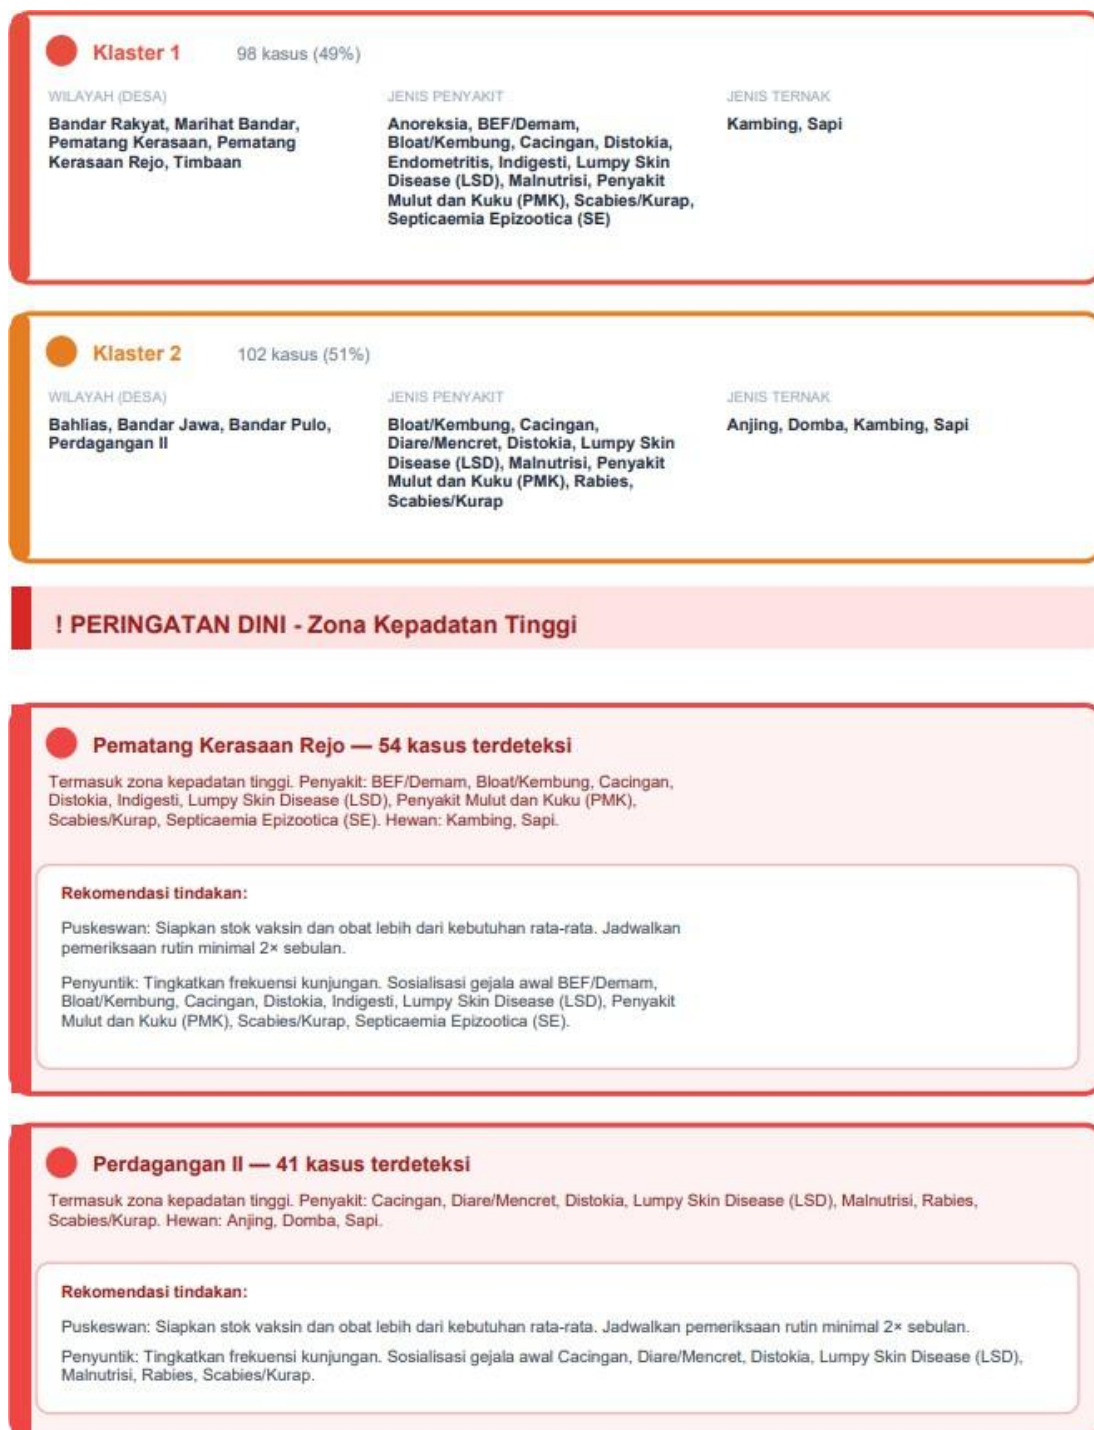 Klaster 1 98 kasus (49%)
WILAYAH (DESA) JENIS PENYAKIT JENIS TERNAK
Bandar Rakyat, Marihat Bandar,
Pematang Kerasaan, Pematang
Kerasaan Rejo, Timbaan
Anoreksia, BEF/Demam,
Bloat/Kembung, Cacingan, Distokia,
Endometritis, Indigesti, Lumpy Skin
Disease (LSD), Malnutrisi, Penyakit
Mulut dan Kuku (PMK), Scabies/Kurap,
Septicaemia Epizootica (SE)
Kambing, Sapi
Klaster 2 102 kasus (51%)
WILAYAH (DESA) JENIS PENYAKIT JENIS TERNAK
Bahlias, Bandar Jawa, Bandar Pulo,
Perdagangan II
Bloat/Kembung, Cacingan,
Diare/Mencret, Distokia, Lumpy Skin
Disease (LSD), Malnutrisi, Penyakit
Mulut dan Kuku (PMK), Rabies,
Scabies/Kurap
Anjing, Domba, Kambing, Sapi
! PERINGATAN DINI - Zona Kepadatan Tinggi
Pematang Kerasaan Rejo — 54 kasus terdeteksi
Termasuk zona kepadatan tinggi. Penyakit: BEF/Demam, Bloat/Kembung, Cacingan,
Distokia, Indigesti, Lumpy Skin Disease (LSD), Penyakit Mulut dan Kuku (PMK),
Scabies/Kurap, Septicaemia Epizootica (SE). Hewan: Kambing, Sapi.
Rekomendasi tindakan:
Puskeswan: Siapkan stok vaksin dan obat lebih dari kebutuhan rata-rata. Jadwalkan
pemeriksaan rutin minimal 2× sebulan.
Penyuntik: Tingkatkan frekuensi kunjungan. Sosialisasi gejala awal BEF/Demam,
Bloat/Kembung, Cacingan, Distokia, Indigesti, Lumpy Skin Disease (LSD), Penyakit
Mulut dan Kuku (PMK), Scabies/Kurap, Septicaemia Epizootica (SE).
Perdagangan II — 41 kasus terdeteksi
Termasuk zona kepadatan tinggi. Penyakit: Cacingan, Diare/Mencret, Distokia, Lumpy Skin Disease (LSD), Malnutrisi, Rabies,
Scabies/Kurap. Hewan: Anjing, Domba, Sapi.
Rekomendasi tindakan:
Puskeswan: Siapkan stok vaksin dan obat lebih dari kebutuhan rata-rata. Jadwalkan pemeriksaan rutin minimal 2× sebulan.
Penyuntik: Tingkatkan frekuensi kunjungan. Sosialisasi gejala awal Cacingan, Diare/Mencret, Distokia, Lumpy Skin Disease (LSD),
Malnutrisi, Rabies, Scabies/Kurap.